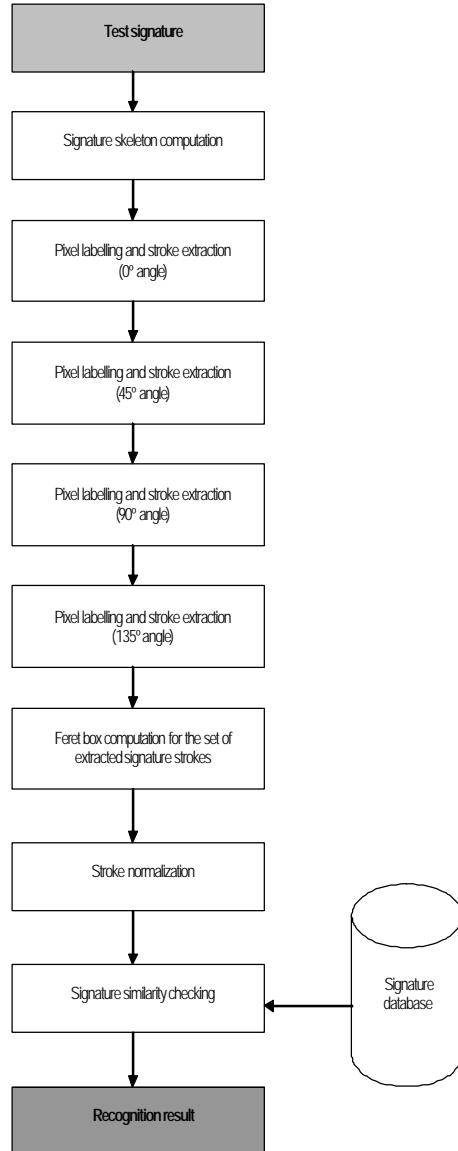 Test signature
Signature skeleton computation
Pixel labelling and stroke extraction
(0º angle)
Pixel labelling and stroke extraction
(45º angle)
Pixel labelling and stroke extraction
(90º angle)
Pixel labelling and stroke extraction
(135º angle)
Feret box computation for the set of
extracted signature strokes
Stroke normalization
Signature similarity checking
Signature
database
Recognition result